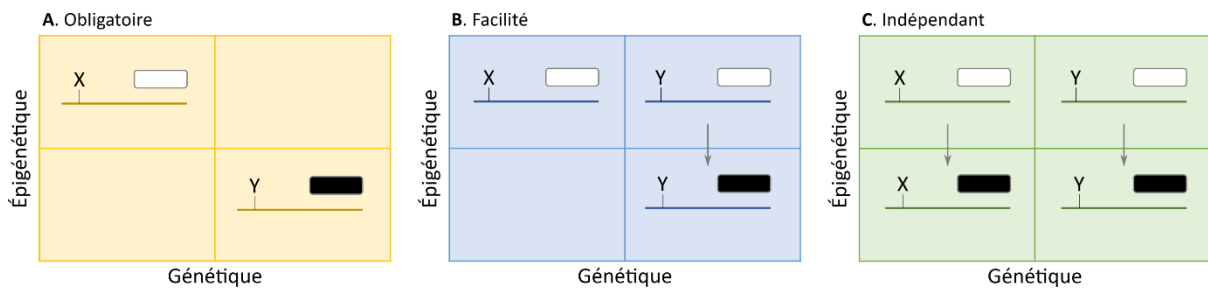 A. Obligatoire
B. Facilité
C. Indépendant
Épigénétique
X
Y
Génétique
Épigénétique
X
Y
Y
Génétique
Épigénétique
X
Y
X
Y
Génétique